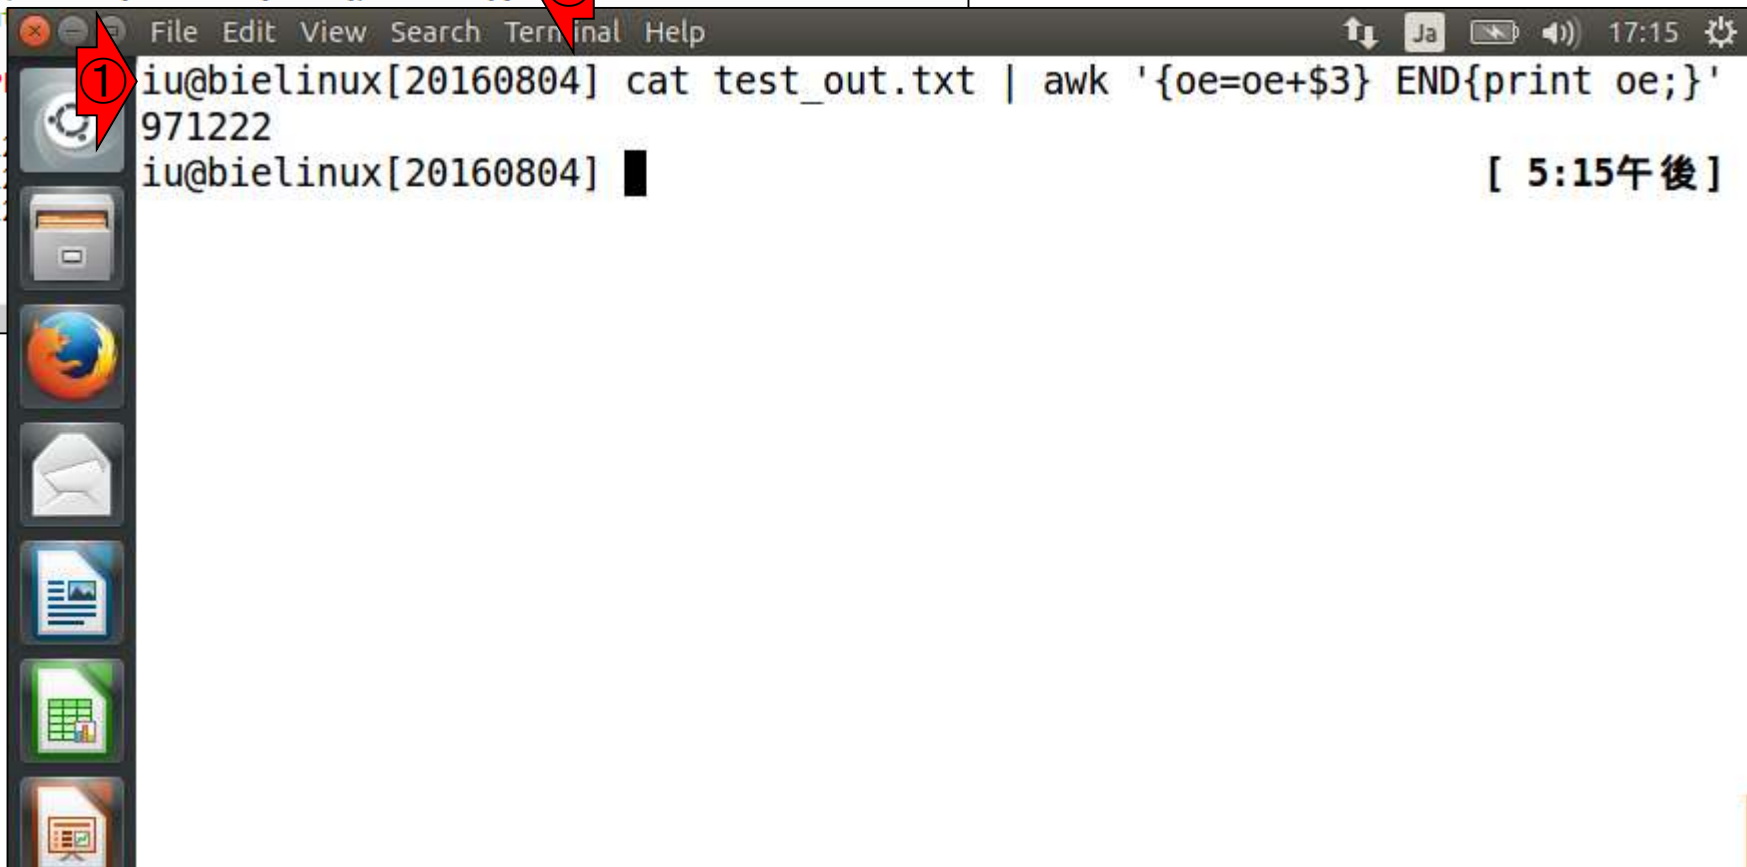 File Edit View Search Terminal Help Ja 17:15
① iu@bielinux[20160804] cat test_out.txt | awk '{oe=oe+$3} END{print oe;}'
971222
iu@bielinux[20160804] [ 5:15午後]